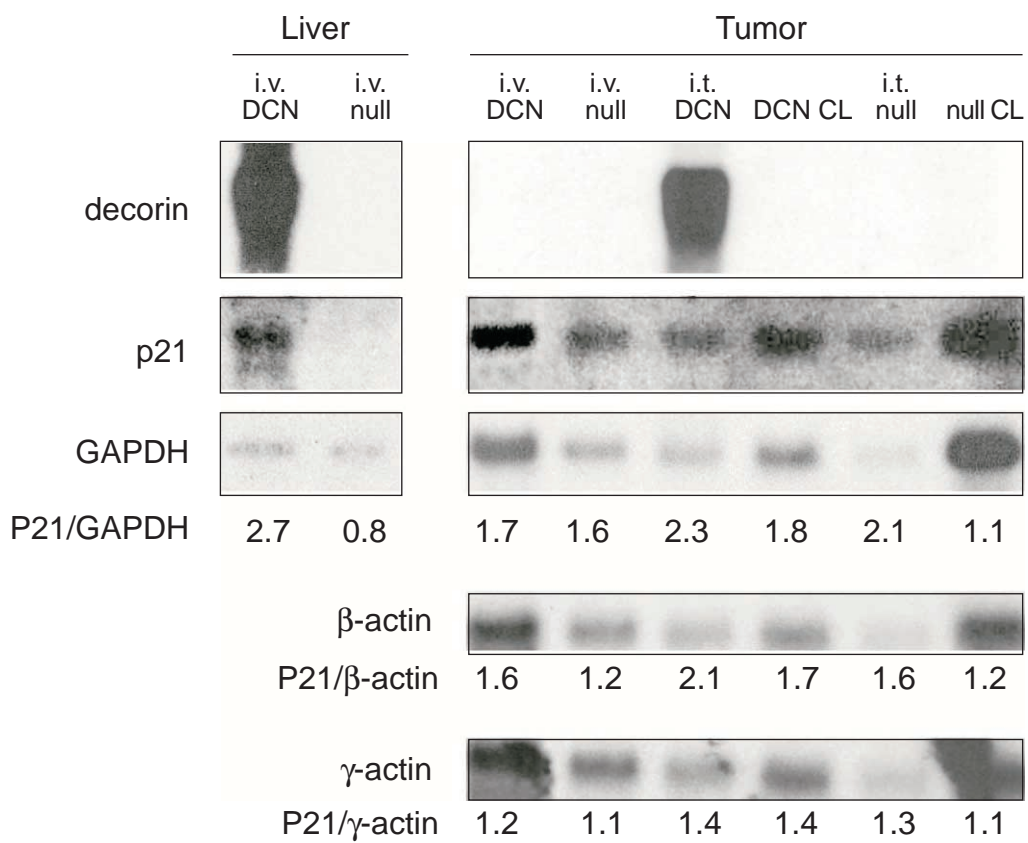 Liver Tumor
i.v. i.v. i.v. i.v. i.t. i.t.
DCN null DCN null DCN DCN CL null null CL
decorin
p21
GAPDH
P21/GAPDH 2.7 0.8 1.7 1.6 2.3 1.8 2.1 1.1
β-actin
P21/β-actin 1.6 1.2 2.1 1.7 1.6 1.2
γ-actin
P21/γ-actin 1.2 1.1 1.4 1.4 1.3 1.1